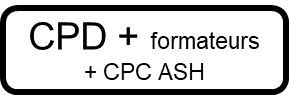 CPD + formateurs
+ CPC ASH